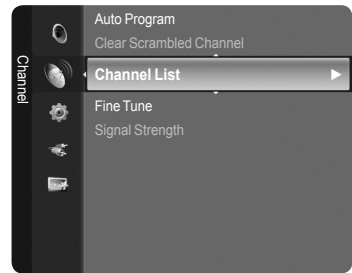 Channel
Auto Program
Clear Scrambled Channel
Channel List
Fine Tune
Signal Strength